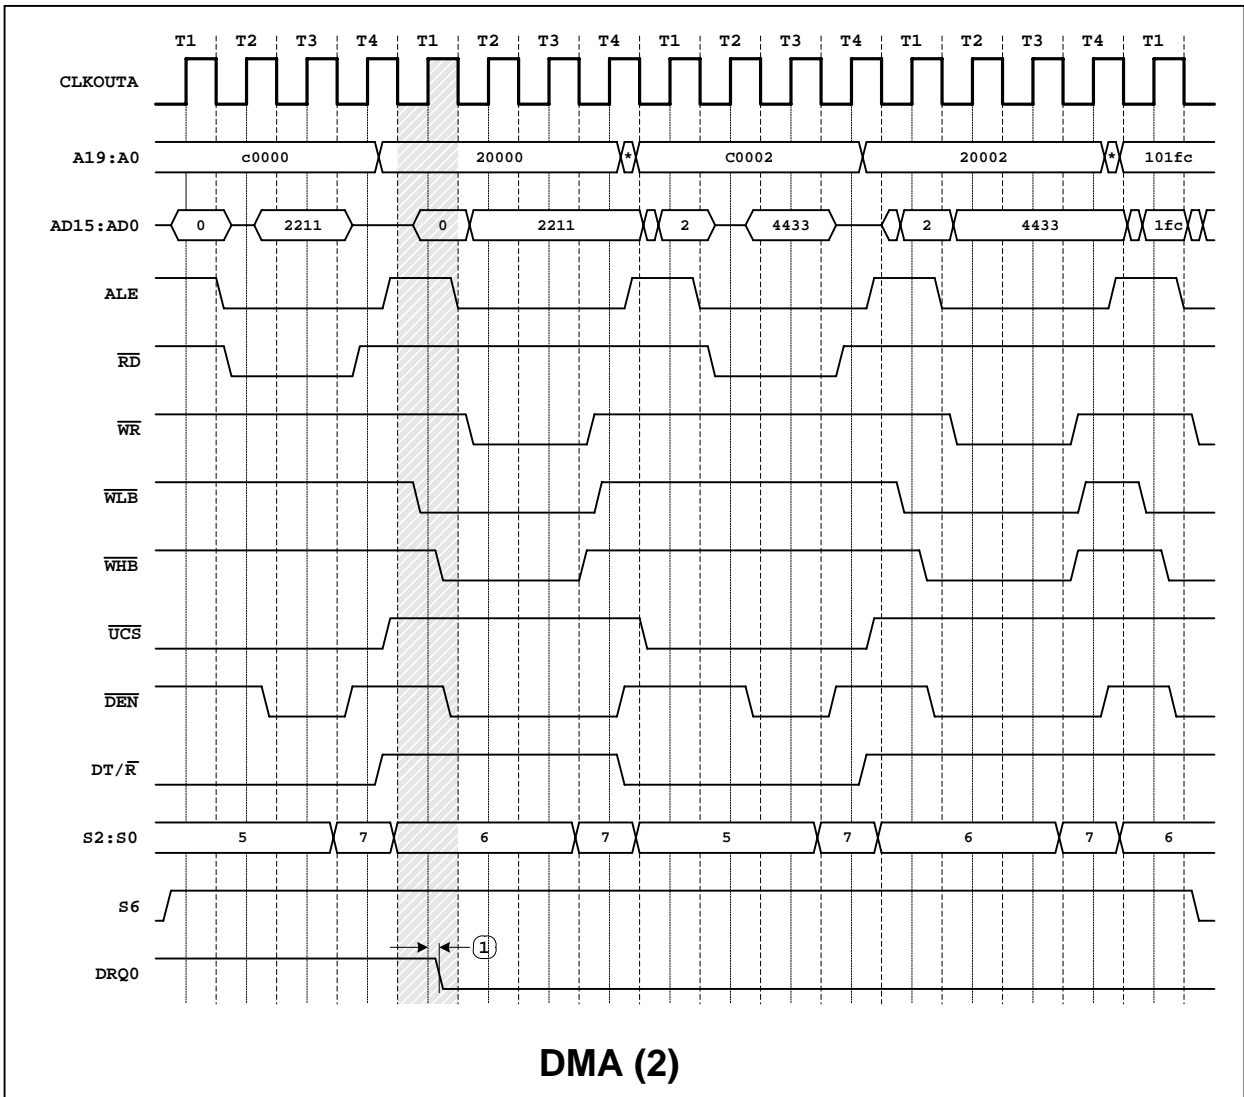 T1 T2 T3 T4 T1 T2 T3 T4 T1 T2 T3 T4 T1 T2 T3 T4 T1
CLKOUTA
A19:A0 c0000 20000 * C0002 20002 * 101fc
AD15:AD0 0 2211 0 2211 2 4433 2 4433 1fc
ALE
RD
WR
WLB
WHB
UCS
DEN
DT/R
S2:S0 5 7 6 7 5 7 6 7 6
S6
1
DRQ0
DMA (2)